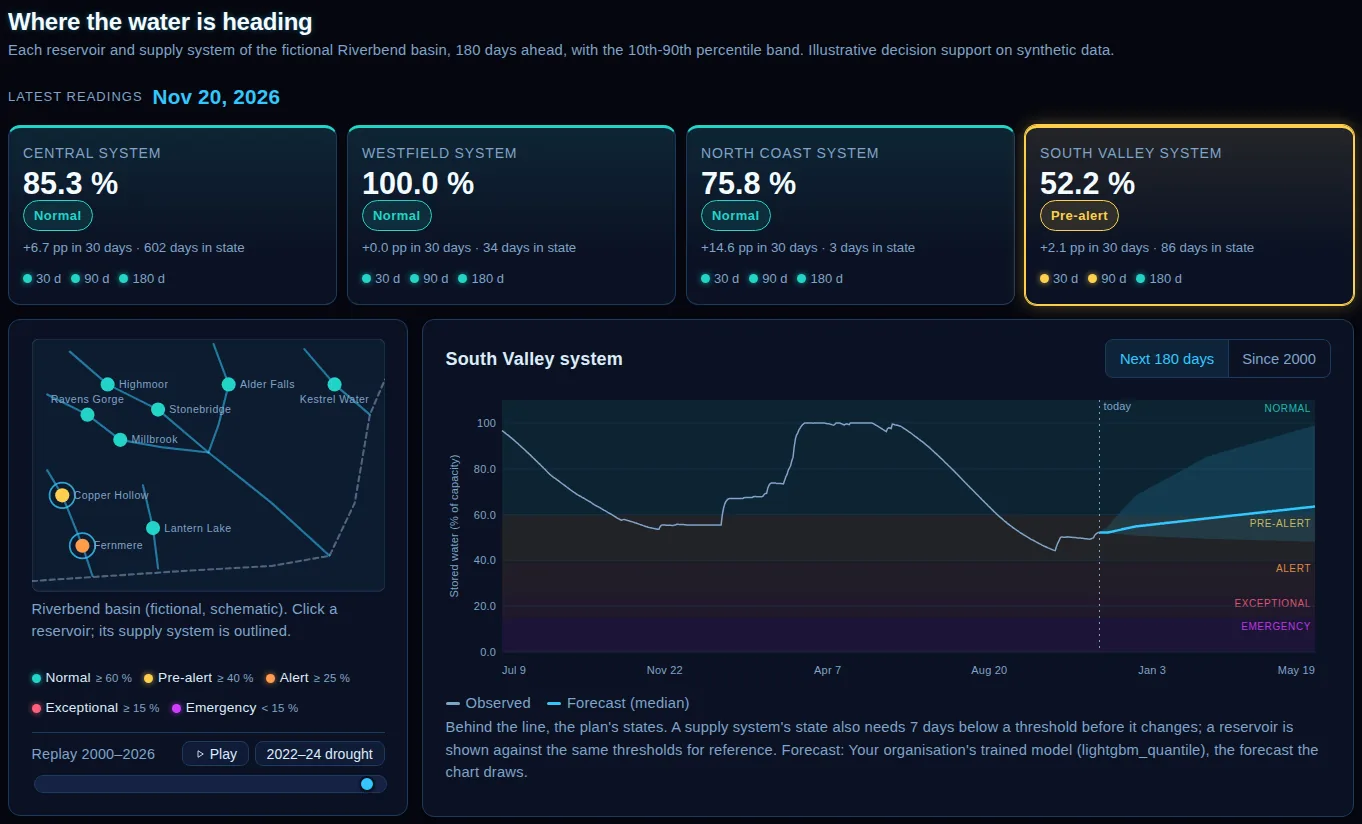 Where the water is heading
Each reservoir and supply system of the fictional Riverbend basin, 180 days ahead, with the 10th-90th percentile band. Illustrative decision support on synthetic data.
LATEST READINGS Nov 20, 2026
CENTRAL SYSTEM
85.3 %
Normal
+6.7 pp in 30 days · 602 days in state
30 d 90 d 180 d
WESTFIELD SYSTEM
100.0 %
Normal
+0.0 pp in 30 days · 34 days in state
30 d 90 d 180 d
NORTH COAST SYSTEM
75.8 %
Normal
+14.6 pp in 30 days · 3 days in state
30 d 90 d 180 d
SOUTH VALLEY SYSTEM
52.2 %
Pre-alert
+2.1 pp in 30 days · 86 days in state
30 d 90 d 180 d
Highmoor
Alder Falls
Ravens Gorge
Kestrel Water
Stonebridge
Millbrook
Copper Hollow
Lantern Lake
Fernmere
Riverbend basin (fictional, schematic). Click a
reservoir; its supply system is outlined.
Normal ≥ 60 % Pre-alert ≥ 40 % Alert ≥ 25 %
Exceptional ≥ 15 % Emergency < 15 %
Replay 2000–2026 Play 2022–24 drought
South Valley system
Next 180 days Since 2000
today
NORMAL
PRE-ALERT
ALERT
EXCEPTIONAL
EMERGENCY
Stored water (% of capacity)
100
80.0
60.0
40.0
20.0
0.0
Jul 9 Nov 22 Apr 7 Aug 20 Jan 3 May 19
Observed Forecast (median)
Behind the line, the plan's states. A supply system's state also needs 7 days below a threshold before it changes; a reservoir is
shown against the same thresholds for reference. Forecast: Your organisation's trained model (lightgbm_quantile), the forecast the
chart draws.